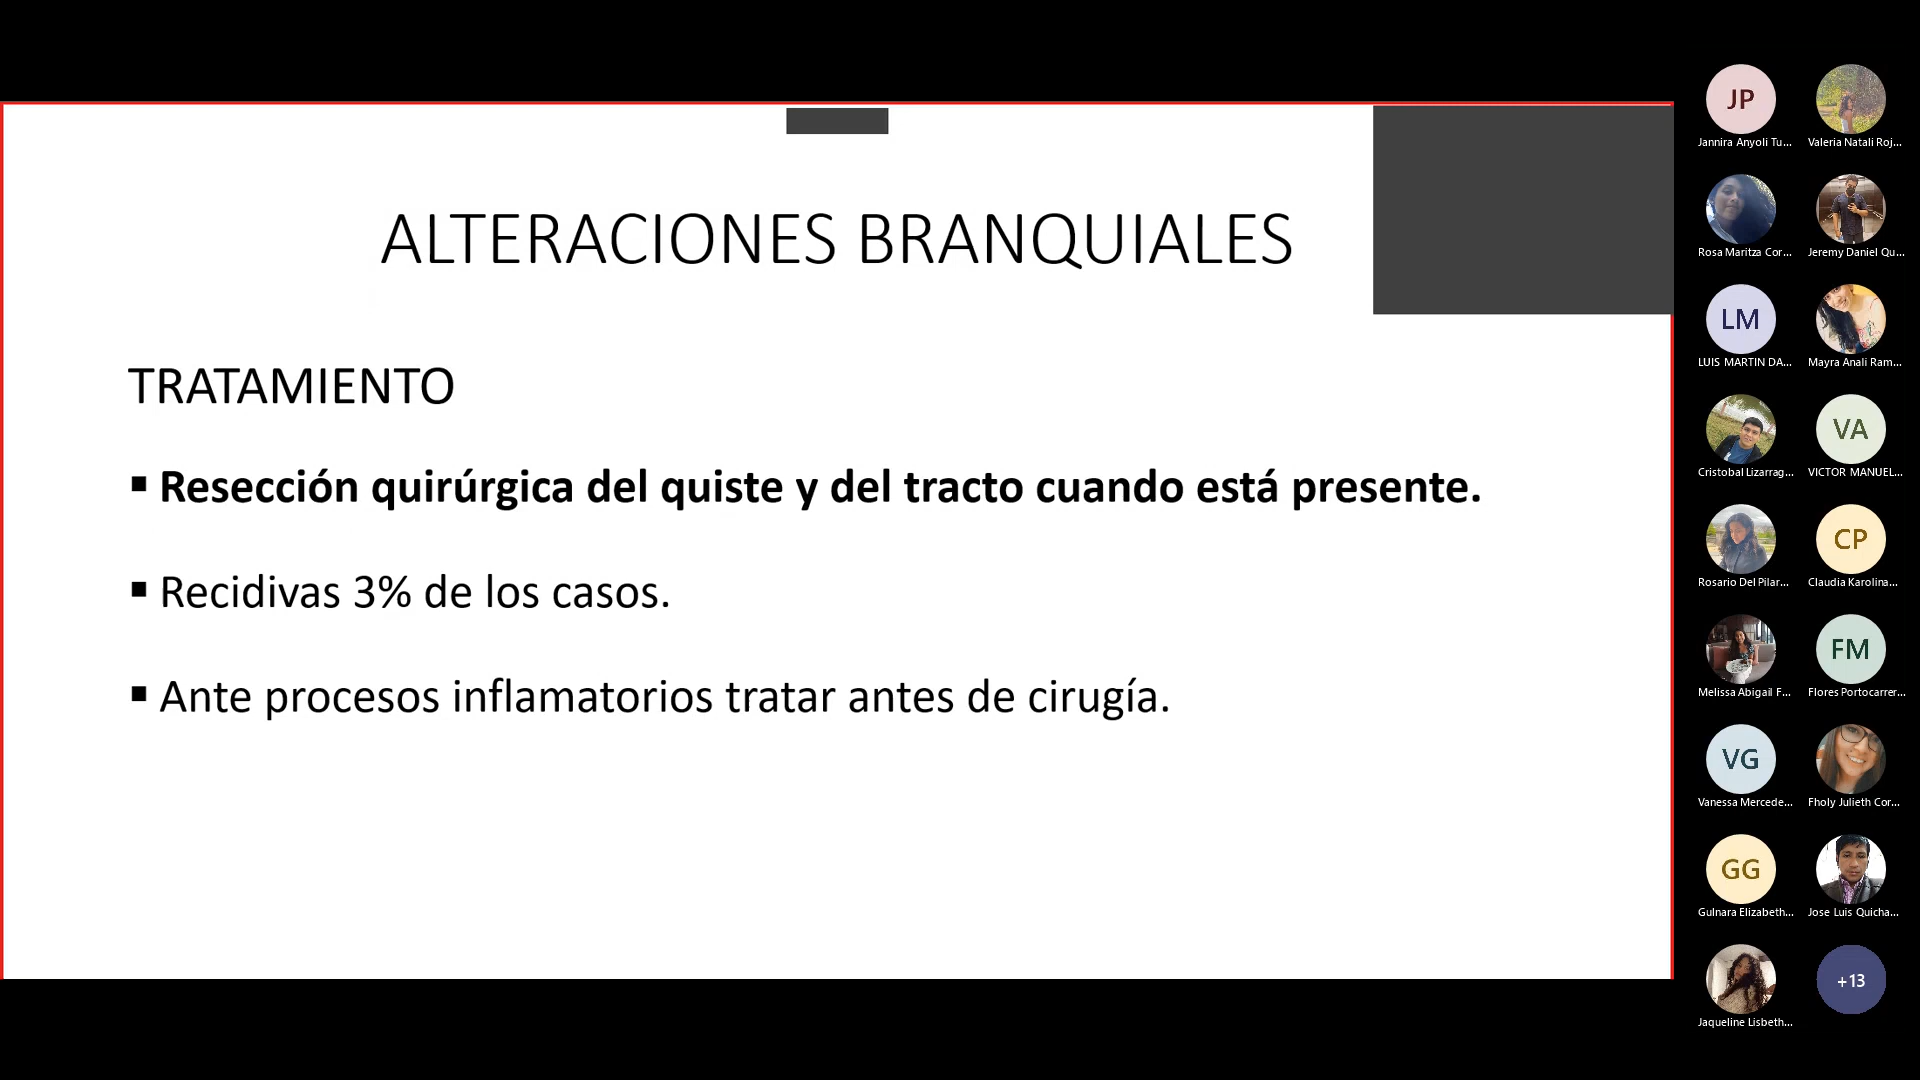 ALTERACIONES BRANQUIALES
TRATAMIENTO
▪ Resección quirúrgica del quiste y del tracto cuando está presente.
▪ Recidivas 3% de los casos.
▪ Ante procesos inflamatorios tratar antes de cirugía.
JP
Jannira Anyoli Tu...
Valeria Natali Roj...
Rosa Maritza Cor...
Jeremy Daniel Qu...
LM
LUIS MARTIN DA...
Mayra Anali Ram...
Cristobal Lizarrag...
VA
VICTOR MANUEL...
Rosario Del Pilar...
CP
Claudia Karolina...
Melissa Abigail F...
FM
Flores Portocarrer...
VG
Vanessa Mercede...
Fholy Julieth Cor...
GG
Gulnara Elizabeth...
Jose Luis Quicha...
Jaqueline Lisbeth...
+13